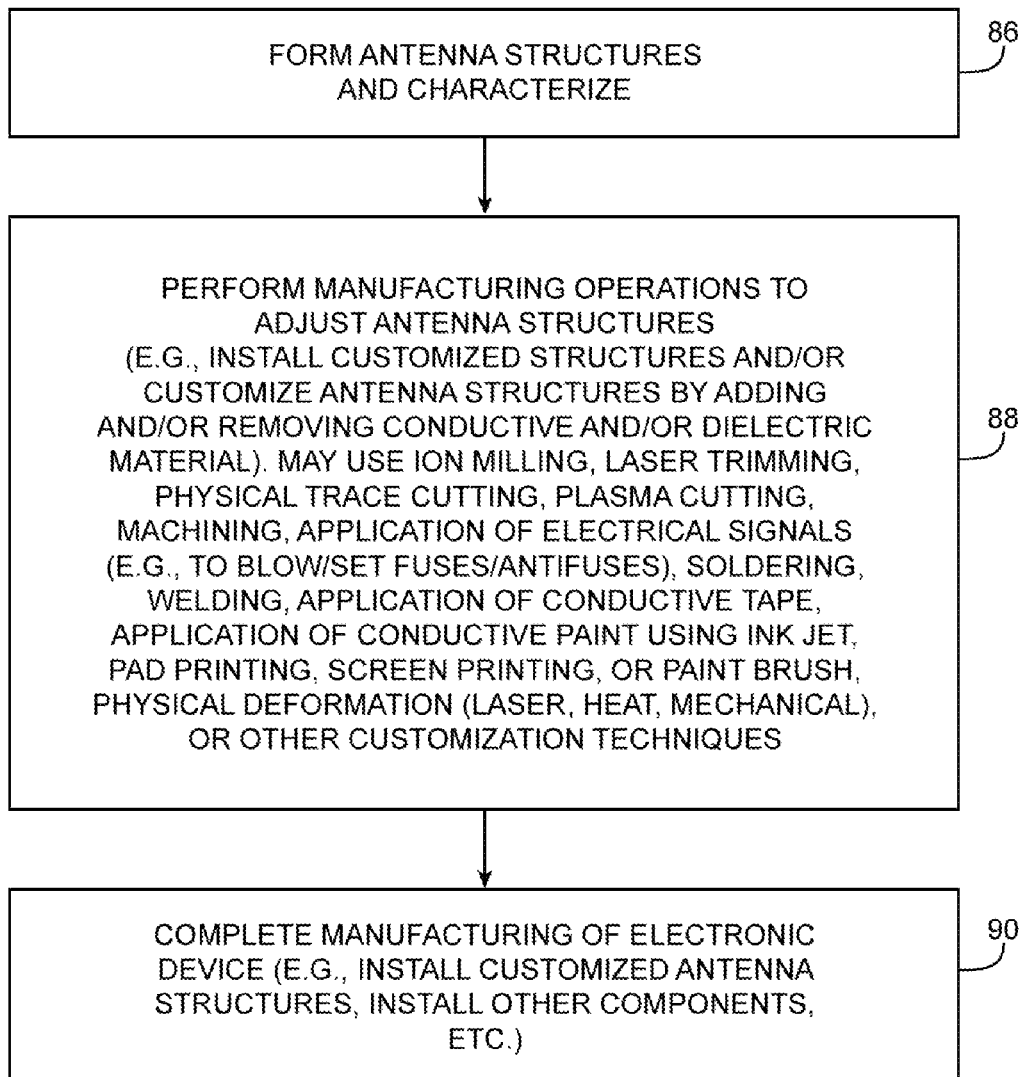 FORM ANTENNA STRUCTURES
AND CHARACTERIZE
86
PERFORM MANUFACTURING OPERATIONS TO
ADJUST ANTENNA STRUCTURES
(E.G., INSTALL CUSTOMIZED STRUCTURES AND/OR
CUSTOMIZE ANTENNA STRUCTURES BY ADDING
AND/OR REMOVING CONDUCTIVE AND/OR DIELECTRIC
MATERIAL). MAY USE ION MILLING, LASER TRIMMING,
PHYSICAL TRACE CUTTING, PLASMA CUTTING,
MACHINING, APPLICATION OF ELECTRICAL SIGNALS
(E.G., TO BLOW/SET FUSES/ANTIFUSES), SOLDERING,
WELDING, APPLICATION OF CONDUCTIVE TAPE,
APPLICATION OF CONDUCTIVE PAINT USING INK JET,
PAD PRINTING, SCREEN PRINTING, OR PAINT BRUSH,
PHYSICAL DEFORMATION (LASER, HEAT, MECHANICAL),
OR OTHER CUSTOMIZATION TECHNIQUES
88
COMPLETE MANUFACTURING OF ELECTRONIC
DEVICE (E.G., INSTALL CUSTOMIZED ANTENNA
STRUCTURES, INSTALL OTHER COMPONENTS,
ETC.)
90